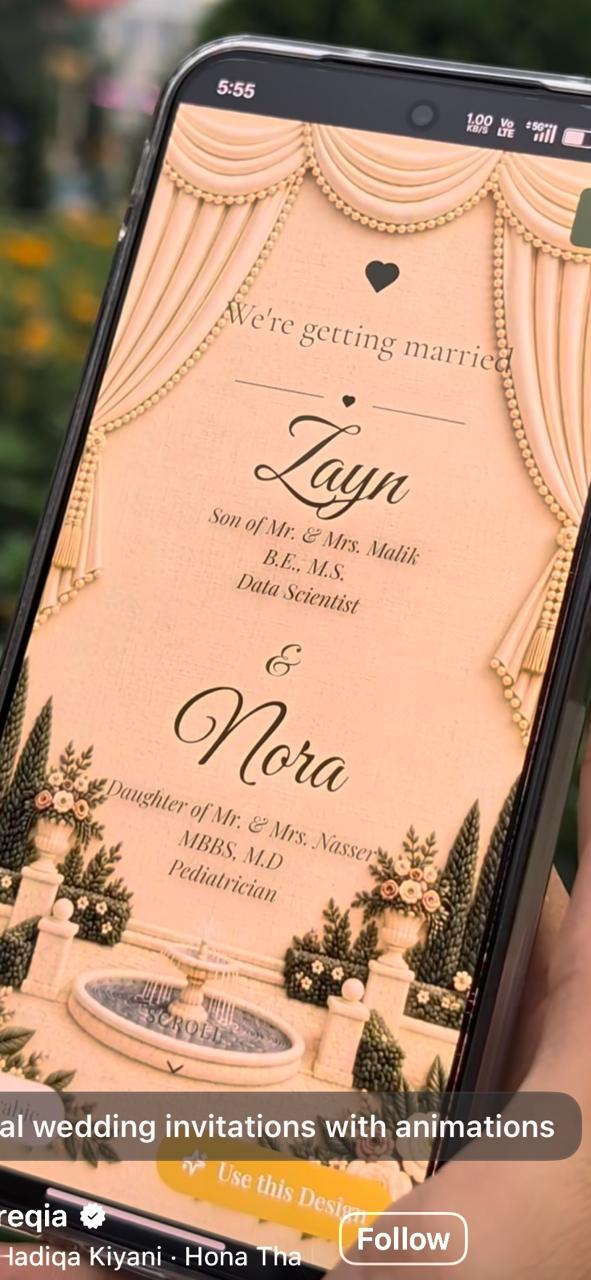 5:55
1.00
KB/S
Vo
LTE
5G
We're getting married
Zayn
Son of Mr. & Mrs. Malik
B.E., M.S.
Data Scientist
&
Nora
Daughter of Mr. & Mrs. Nasser
MBBS, M.D
Pediatrician
SCROLL
al wedding invitations with animations
Use this Design
reqia
Follow
Hadiqa Kiyani · Hona Tha